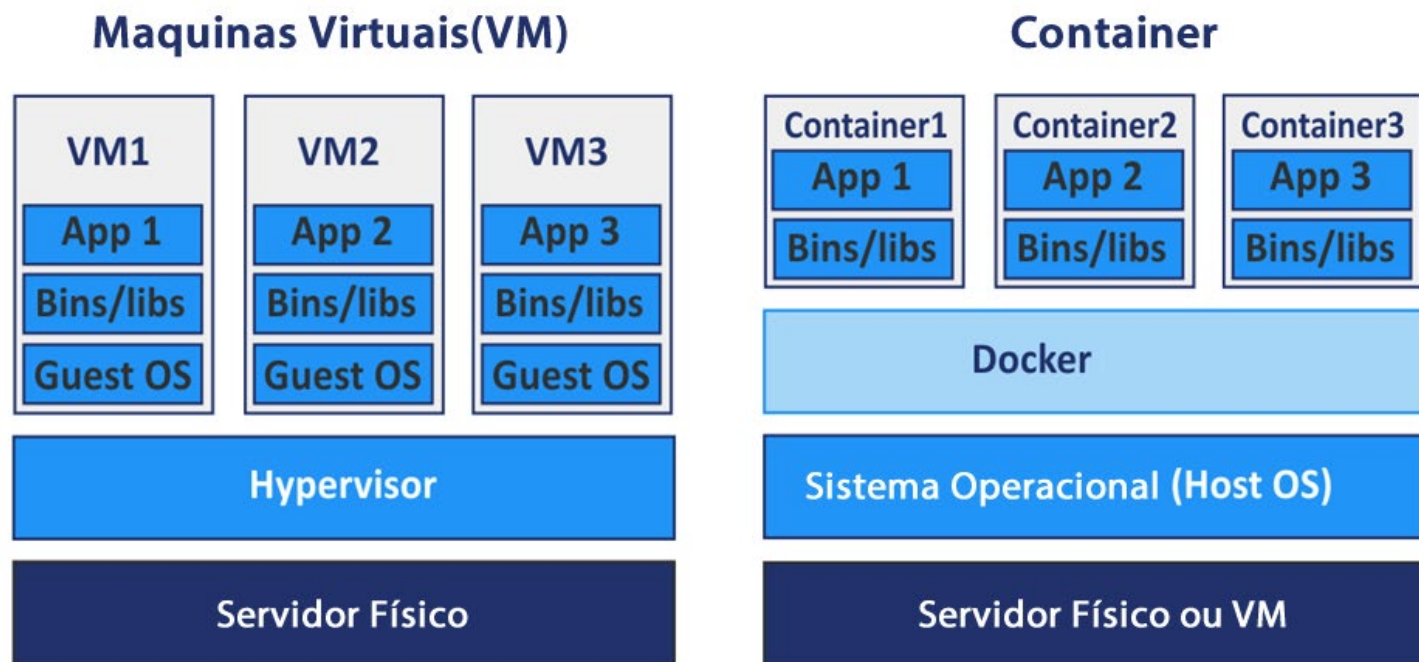 Maquinas Virtuais(VM)
VM1
App 1
Bins/libs
Guest OS
VM2
App 2
Bins/libs
Guest OS
VM3
App 3
Bins/libs
Guest OS
Hypervisor
Servidor Físico
Container
Container1
App 1
Bins/libs
Container2
App 2
Bins/libs
Container3
App 3
Bins/libs
Docker
Sistema Operacional (Host OS)
Servidor Físico ou VM